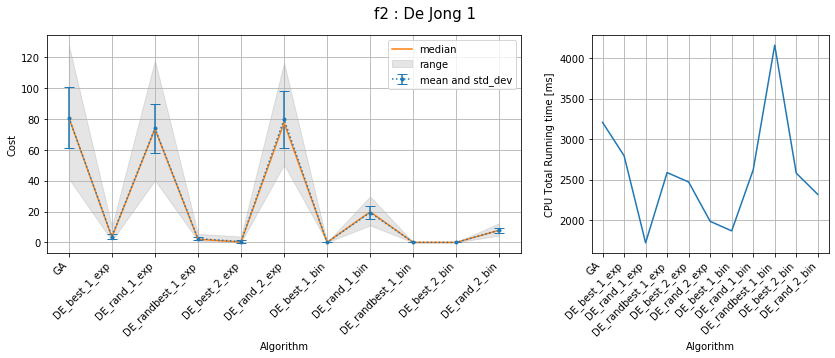 f2 : De Jong 1
Cost
120
100
80
60
40
20
0
median
range
mean and std_dev
GA
DE_best_1_exp
DE_rand_1_exp
DE_randbest_1_exp
DE_best_2_exp
DE_rand_2_exp
DE_best_1_bin
DE_rand_1_bin
DE_randbest_1_bin
DE_best_2_bin
DE_rand_2_bin
Algorithm
CPU Total Running time [ms]
4000
3500
3000
2500
2000
GA
DE_best_1_exp
DE_rand_1_exp
DE_randbest_1_exp
DE_best_2_exp
DE_rand_2_exp
DE_best_1_bin
DE_rand_1_bin
DE_randbest_1_bin
DE_best_2_bin
DE_rand_2_bin
Algorithm